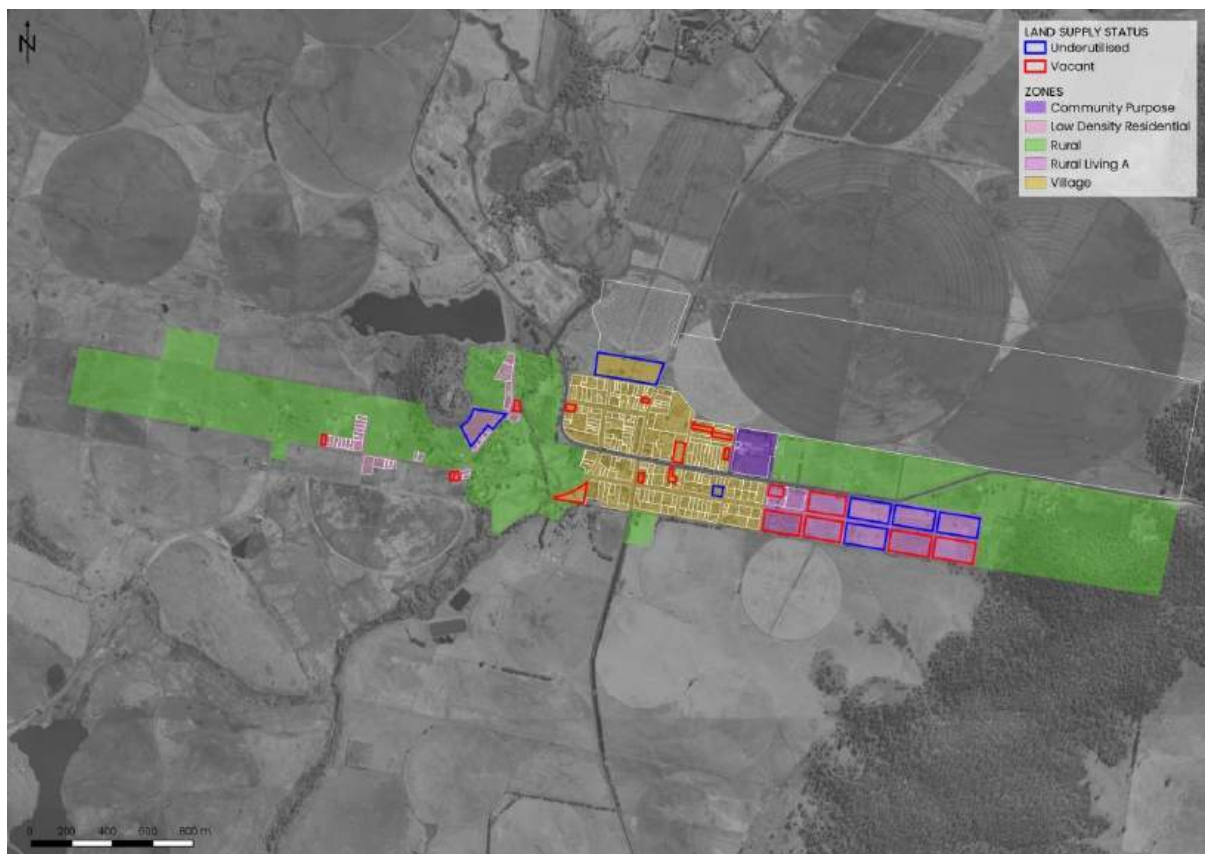 N
LAND SUPPLY STATUS
Underutilised
Vacant
ZONES
Community Purpose
Low Density Residential
Rural
Rural Living A
Village
0 200 400 600 800 m